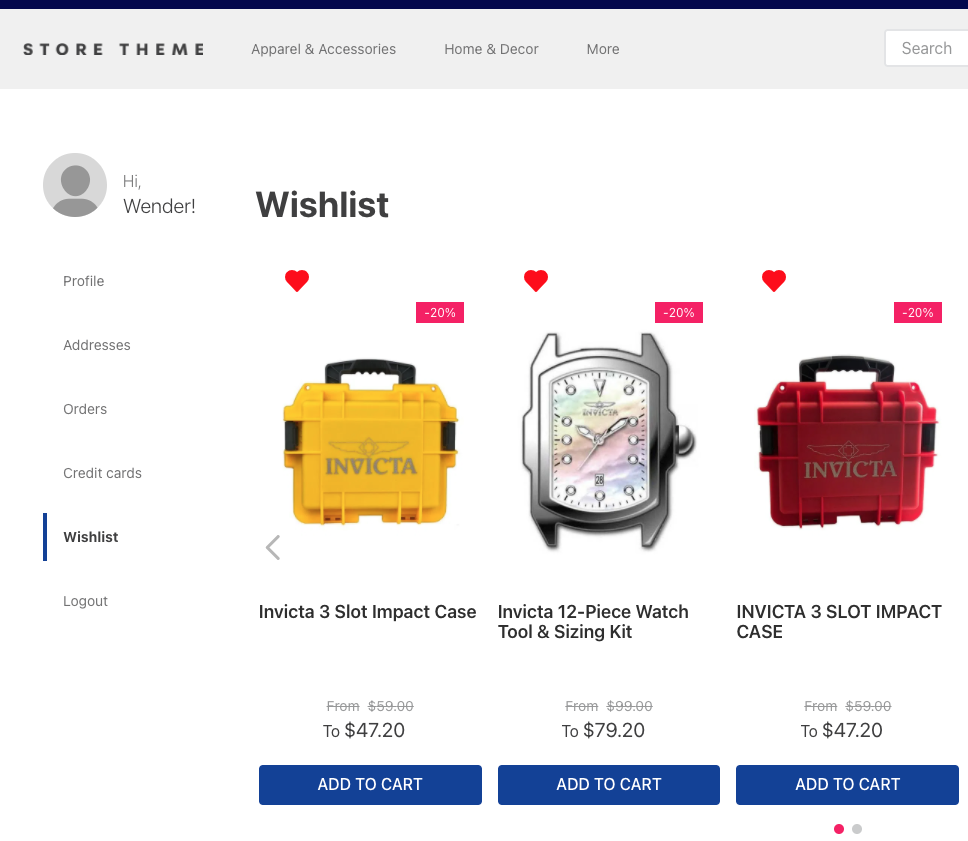 STORE THEME
Apparel & Accessories
Home & Decor
More
Search
Hi,
Wender!
Wishlist
Profile
Addresses
Orders
Credit cards
Wishlist
Logout
-20%
-20%
-20%
INVICTA
INVICTA
26
INVICTA
Invicta 3 Slot Impact Case
Invicta 12-Piece Watch
Tool & Sizing Kit
INVICTA 3 SLOT IMPACT
CASE
From $59.00
To $47.20
From $99.00
To $79.20
From $59.00
To $47.20
ADD TO CART
ADD TO CART
ADD TO CART